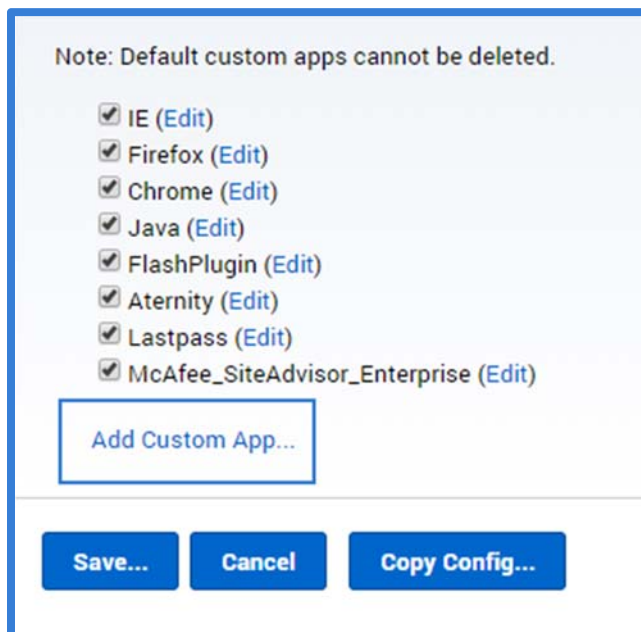 Note: Default custom apps cannot be deleted.
IE (Edit)
Firefox (Edit)
Chrome (Edit)
Java (Edit)
FlashPlugin (Edit)
Aternity (Edit)
Lastpass (Edit)
McAfee_SiteAdvisor_Enterprise (Edit)
Add Custom App...
Save... Cancel Copy Config...